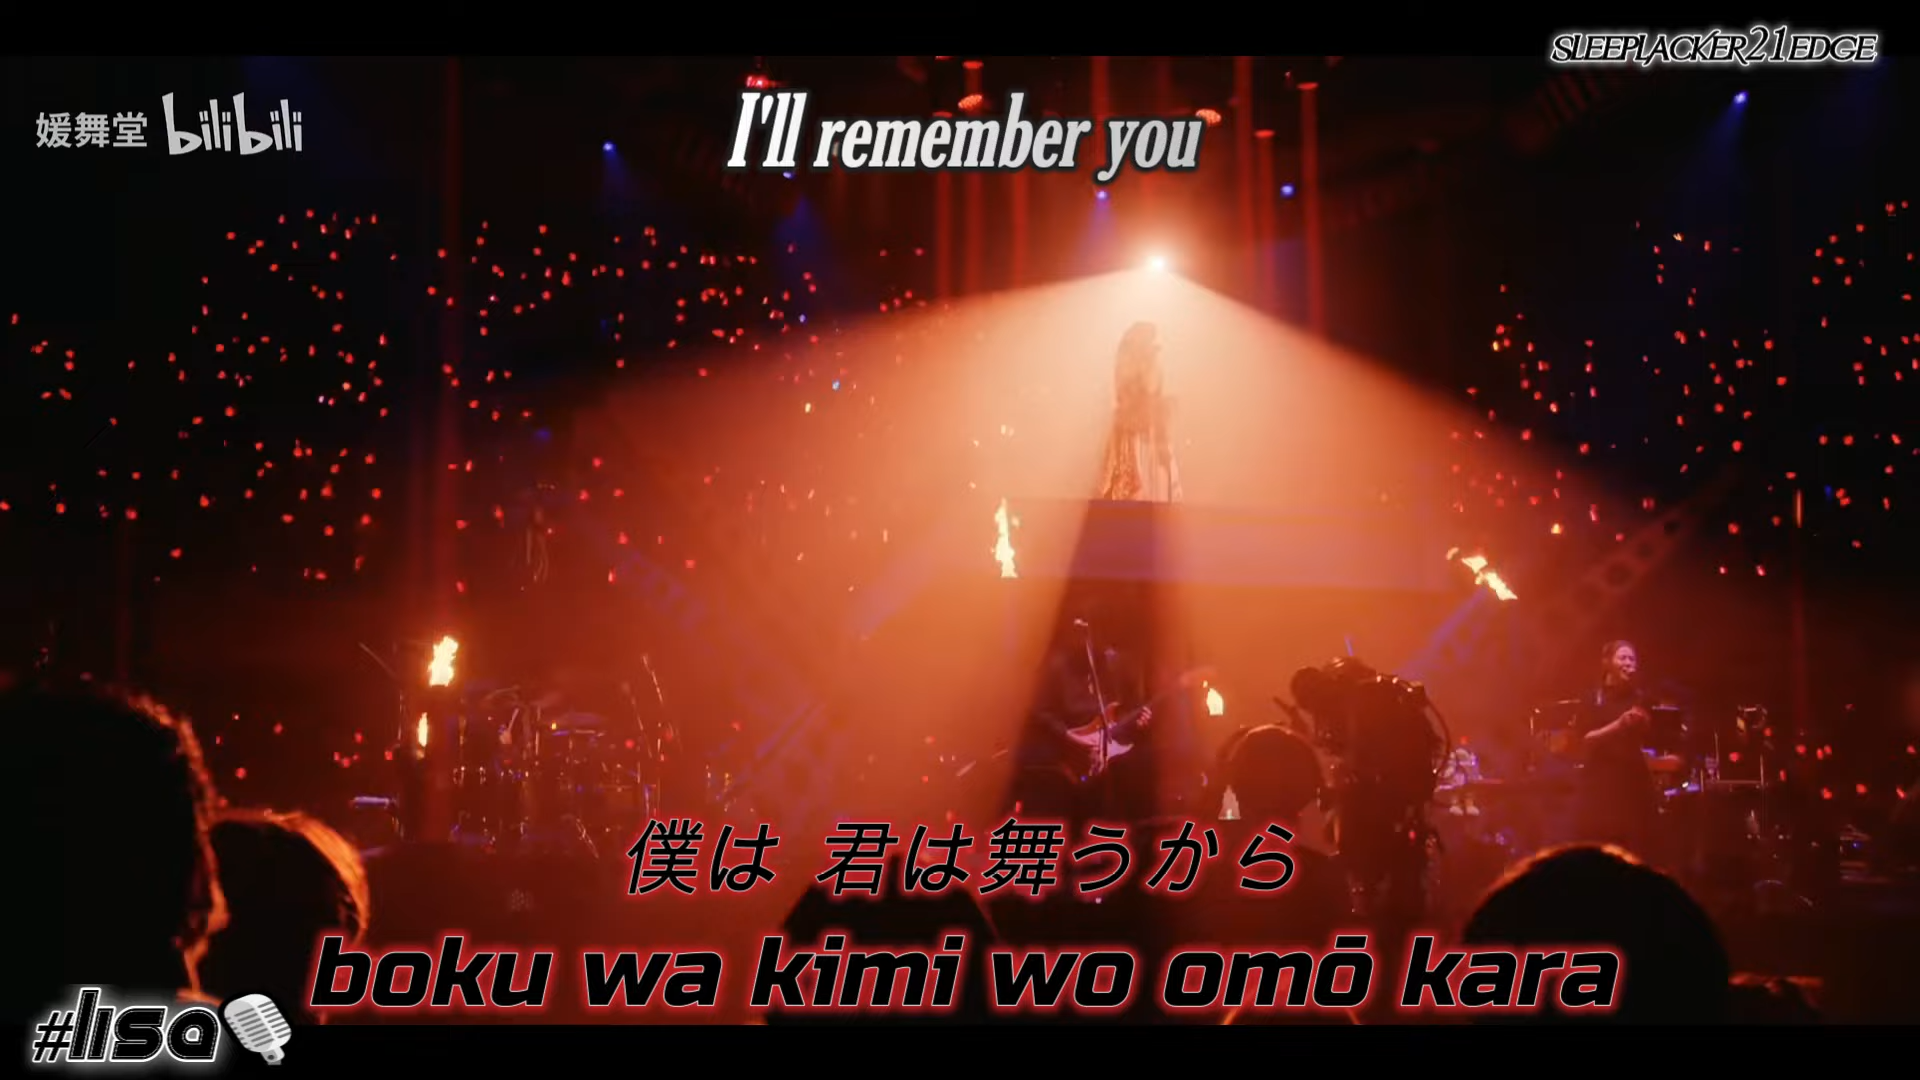 SLEEPLACKER21EDGE
媛舞堂 bilibili
I'll remember you
僕は 君は舞うから
boku wa kimi wo omō kara
#lisa